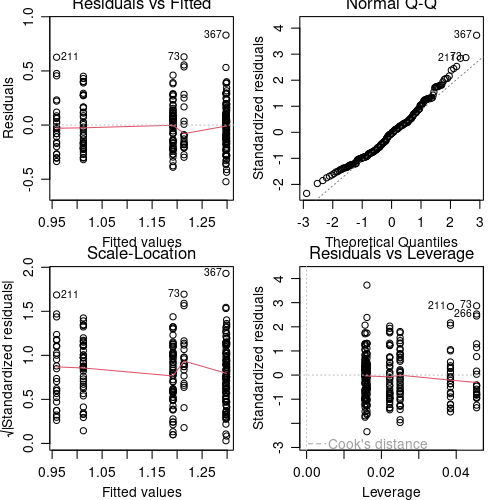 Residuals vs Fitted
Residuals
-0.5 0.0 0.5 1.0
211
73
367
0.95 1.05 1.15 1.25
Fitted values
Normal Q-Q
Standardized residuals
-2 -1 0 1 2 3 4
367
73
211
-3 -2 -1 0 1 2 3
Theoretical Quantiles
Scale-Location
√|Standardized residuals|
0.0 0.5 1.0 1.5 2.0
211
73
367
0.95 1.05 1.15 1.25
Fitted values
Residuals vs Leverage
Standardized residuals
-3 -1 0 1 2 3 4
211
73
266
Cook's distance
0.00 0.02 0.04
Leverage